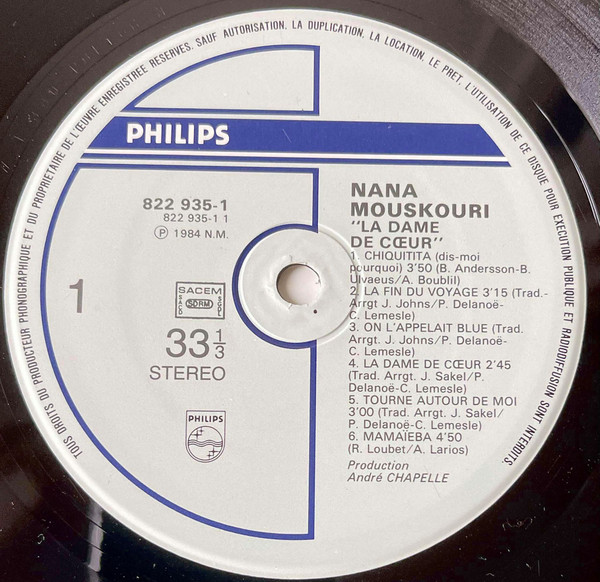 TOUS DROITS DU PRODUCTEUR PHONOGRAPHIQUE ET DU PROPRIETAIRE DE L'ŒUVRE ENREGISTREE RESERVES. SAUF AUTORISATION, LA DUPLICATION, LA LOCATION, LE PRET, L'UTILISATION DE CE DISQUE POUR EXECUTION PUBLIQUE ET RADIODIFFUSION SONT INTERDITS.
PHILIPS
822 935-1
822 935-1 1
Ⓟ 1984 N.M.
1
SACEM
SACD SDRM SGDL
33 1/3
STEREO
PHILIPS
NANA
MOUSKOURI
"LA DAME
DE CŒUR"
1. CHIQUITITA (dis-moi
pourquoi) 3'50 (B. Andersson-B.
Ulvaeus/A. Boublil)
2. LA FIN DU VOYAGE 3'15 (Trad.-
Arrgt J. Johns/P. Delanoë-
C. Lemesle)
3. ON L'APPELAIT BLUE (Trad.
Arrgt. J. Johns/P. Delanoë-
C. Lemesle)
4. LA DAME DE CŒUR 2'45
(Trad. Arrgt. J. Sakel/P.
Delanoë-C. Lemesle)
5. TOURNE AUTOUR DE MOI
3'00 (Trad. Arrgt. J. Sakel/
P. Delanoë-C. Lemesle)
6. MAMAÏEBA 4'50
(R. Loubet/A. Larios)
Production
André CHAPELLE